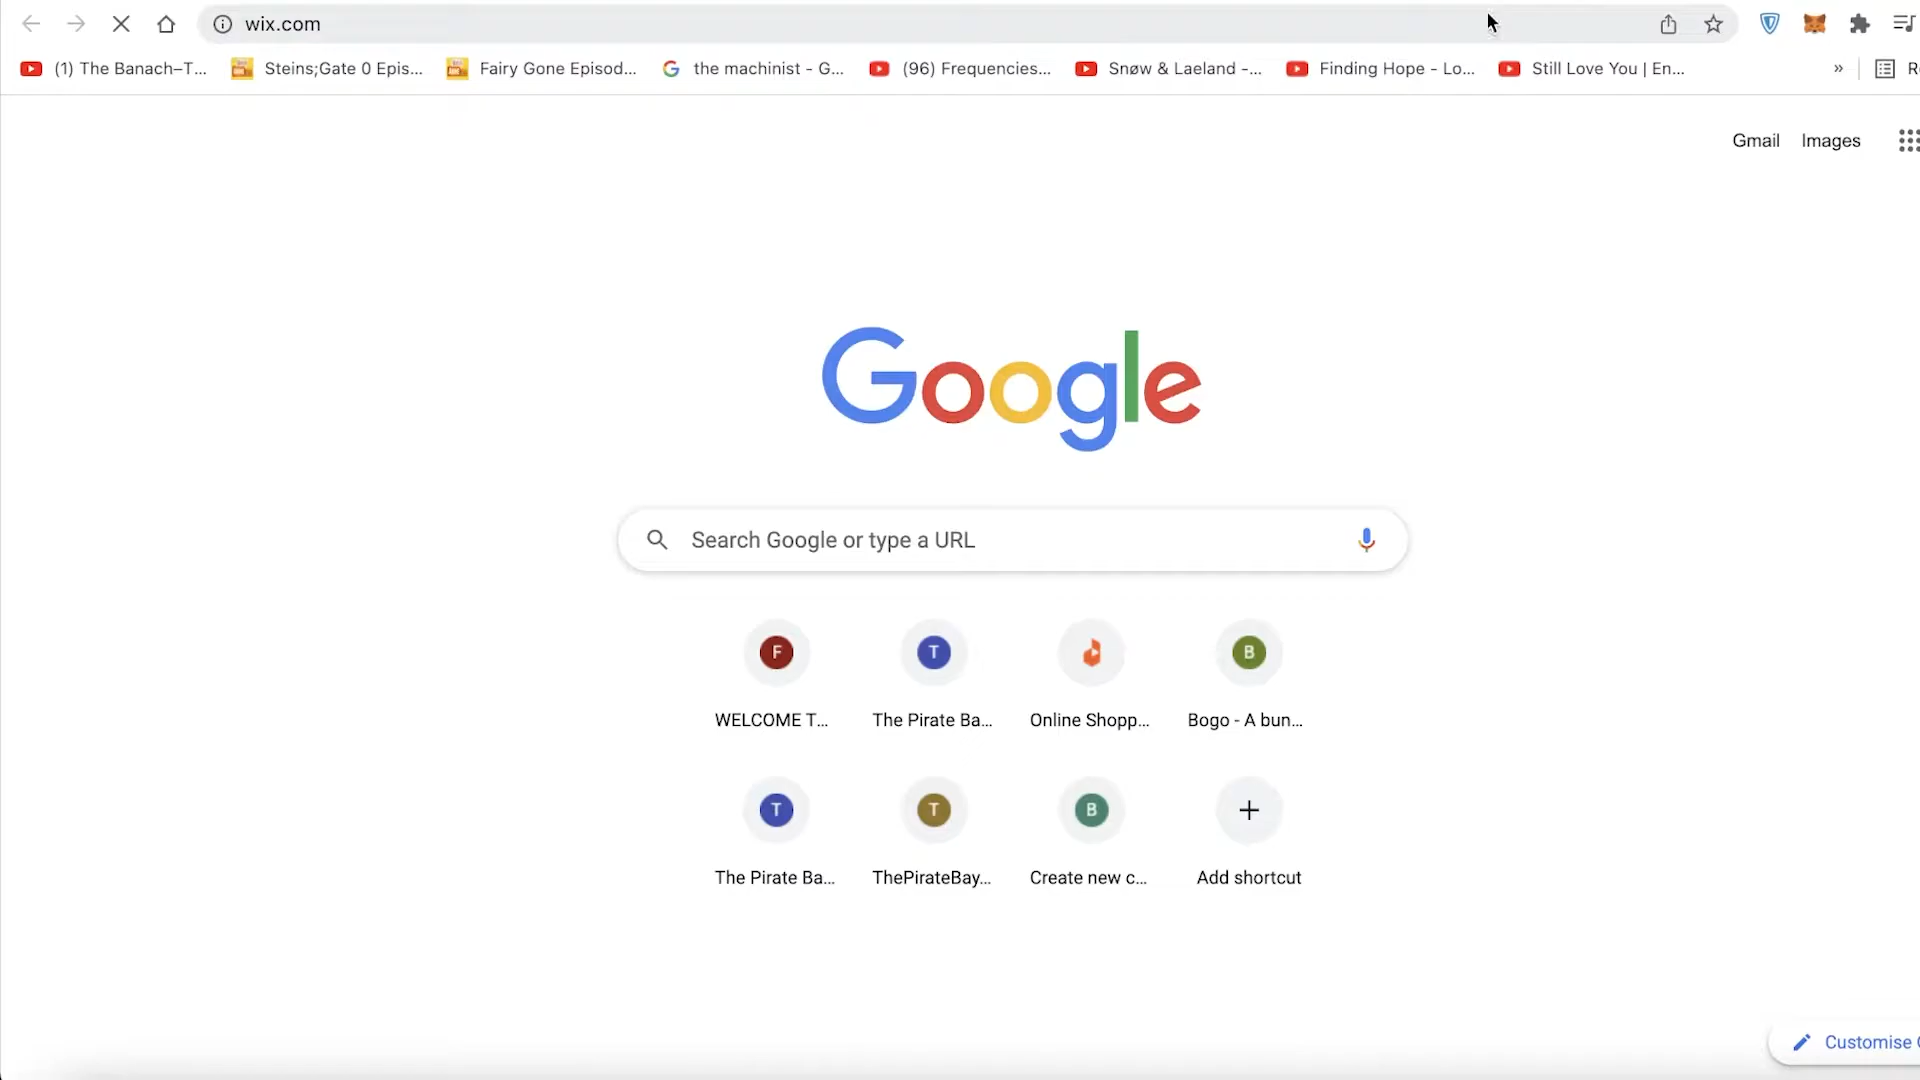 wix.com
(1) The Banach–T...
Steins;Gate 0 Epis...
Fairy Gone Episod...
the machinist - G...
(96) Frequencies...
Snøw & Laeland -...
Finding Hope - Lo...
Still Love You | En...
»
Gmail
Images
Google
Search Google or type a URL
F
T
B
WELCOME T...
The Pirate Ba...
Online Shopp...
Bogo - A bun...
T
T
B
The Pirate Ba...
ThePirateBay...
Create new c...
Add shortcut
Customise